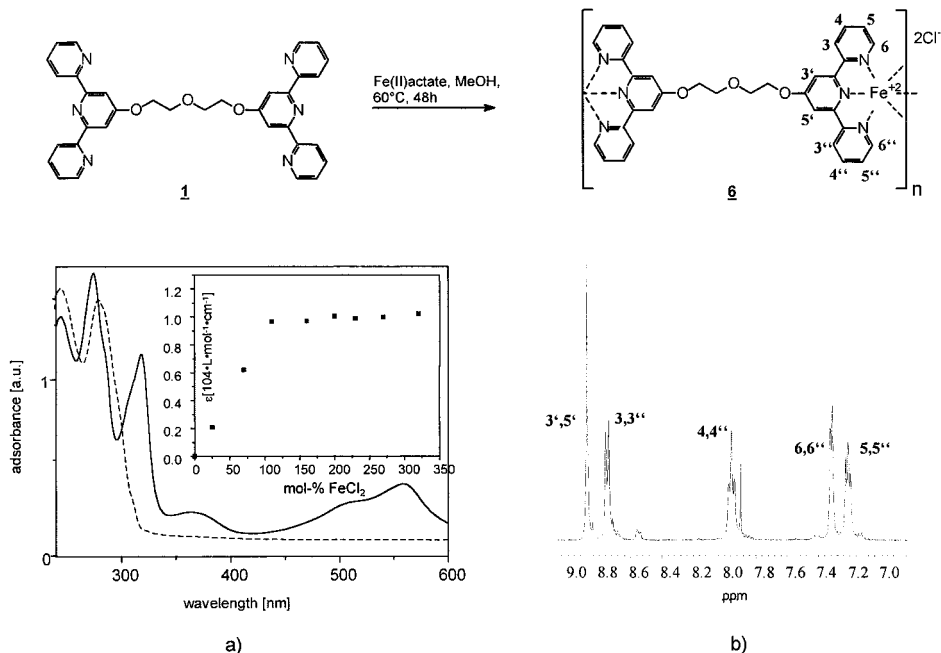 N N
N N
N N
O O O
1
Fe(II)actate, MeOH,
60°C, 48h
N N
N N
N N
O O O
Fe+2
2Cl-
n
4 5
3 6
3‘
5‘
3‘‘ 6‘‘
4‘‘ 5‘‘
6
adsorbance [a.u.]
1
0
300 400 500 600
wavelength [nm]
ε[104•L•mol-1•cm-1]
1.2
1.0
0.8
0.6
0.4
0.2
0.0
0 50 100 150 200 250 300 350
mol-% FeCl2
a)
3‘,5‘
3,3‘‘
4,4‘‘
6,6‘‘
5,5‘‘
9.0 8.8 8.6 8.4 8.2 8.0 7.8 7.6 7.4 7.2 7.0
ppm
b)